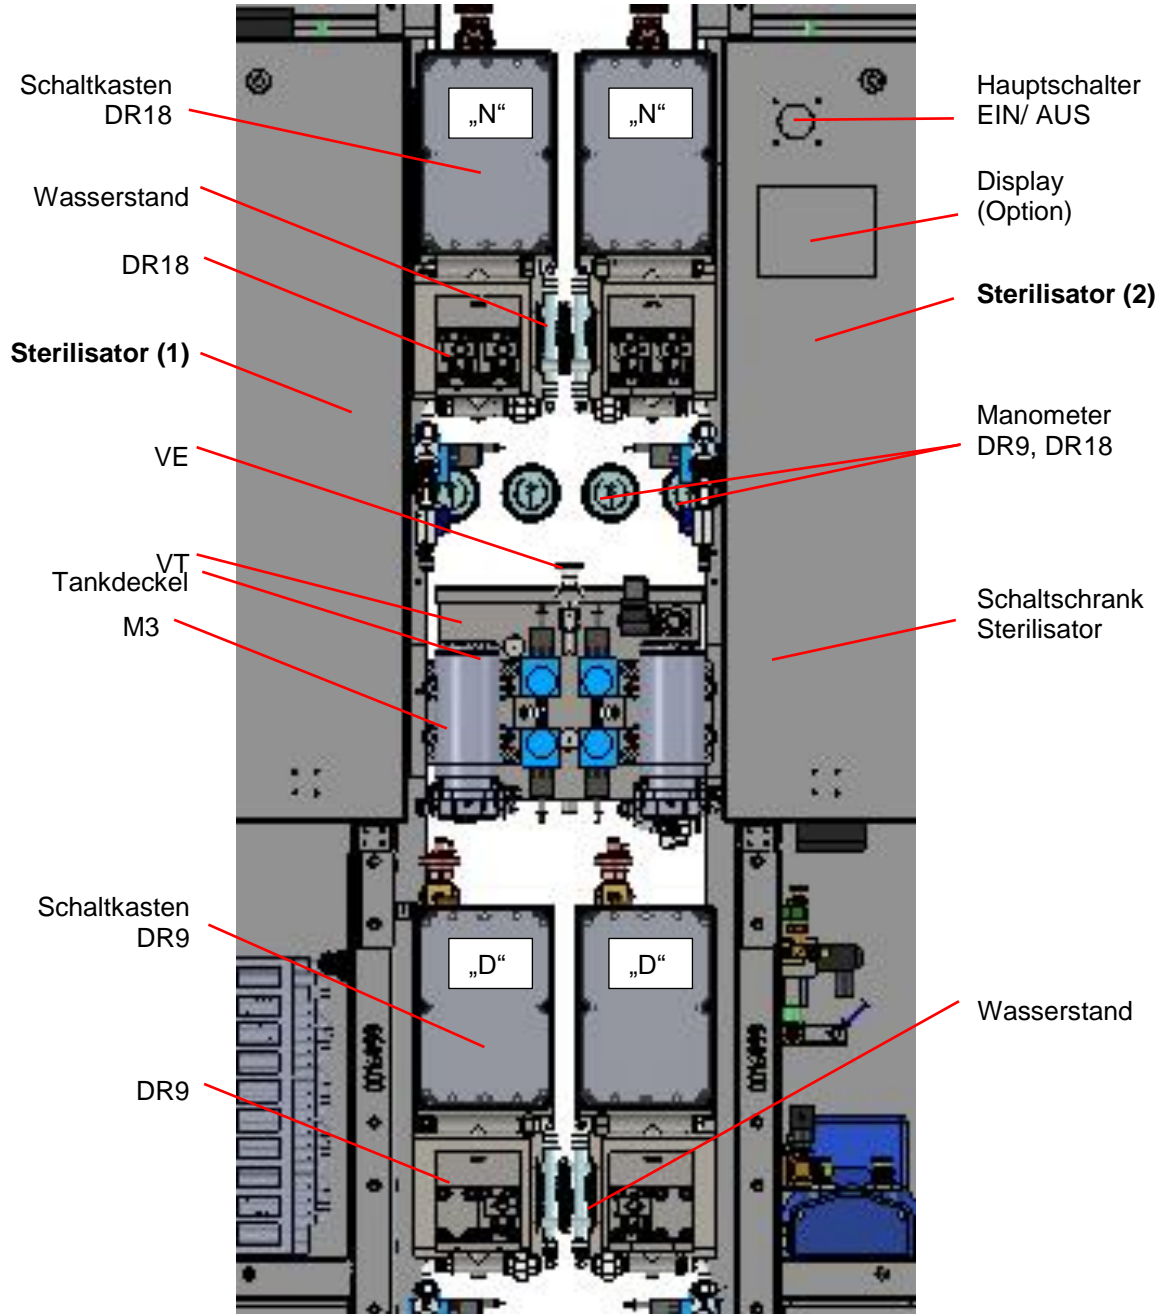 Schaltkasten
DR18
„N“
„N“
Hauptschalter
EIN/ AUS
Wasserstand
Display
(Option)
DR18
Sterilisator (2)
Sterilisator (1)
Manometer
DR9, DR18
VE
VT
Tankdeckel
M3
Schaltschrank
Sterilisator
Schaltkasten
DR9
„D“
„D“
Wasserstand
DR9